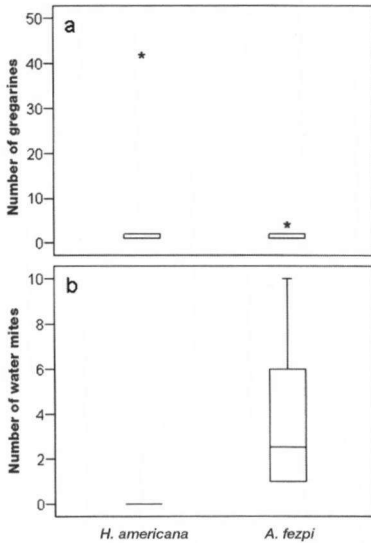 a
Number of gregarines
50
40
30
20
10
0
*
*
b
Number of water mites
10
8
6
4
2
0
H. americana
A. fezpi